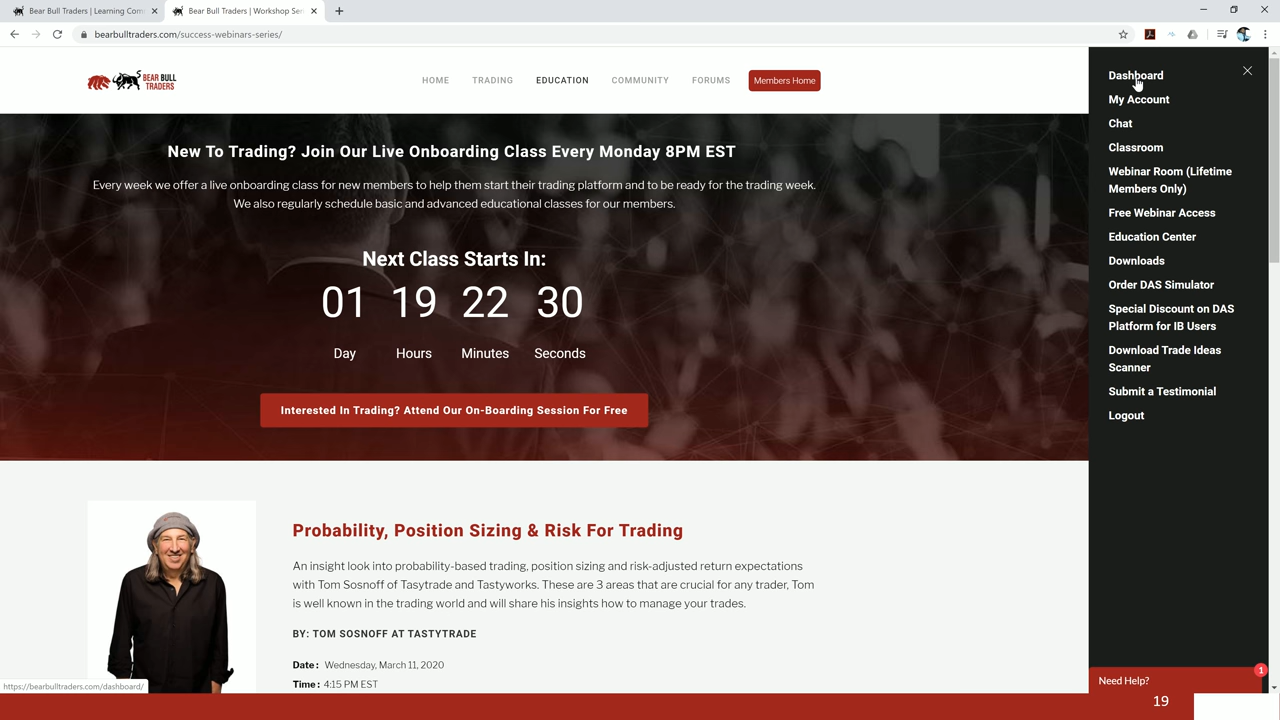 Bear Bull Traders | Learning Com
Bear Bull Traders | Workshop Ser
bearbulltraders.com/success-webinars-series/
BEAR BULL
TRADERS
HOME
TRADING
EDUCATION
COMMUNITY
FORUMS
Members Home
New To Trading? Join Our Live Onboarding Class Every Monday 8PM EST
Every week we offer a live onboarding class for new members to help them start their trading platform and to be ready for the trading week.
We also regularly schedule basic and advanced educational classes for our members.
Next Class Starts In:
01 19 22 30
Day Hours Minutes Seconds
Interested In Trading? Attend Our On-Boarding Session For Free
Probability, Position Sizing & Risk For Trading
An insight look into probability-based trading, position sizing and risk-adjusted return expectations
with Tom Sosnoff of Tasytrade and Tastyworks. These are 3 areas that are crucial for any trader, Tom
is well known in the trading world and will share his insights how to manage your trades.
BY: TOM SOSNOFF AT TASTYTRADE
Date : Wednesday, March 11, 2020
Time : 4:15 PM EST
Dashboard
My Account
Chat
Classroom
Webinar Room (Lifetime
Members Only)
Free Webinar Access
Education Center
Downloads
Order DAS Simulator
Special Discount on DAS
Platform for IB Users
Download Trade Ideas
Scanner
Submit a Testimonial
Logout
https://bearbulltraders.com/dashboard/
Need Help?
1
19